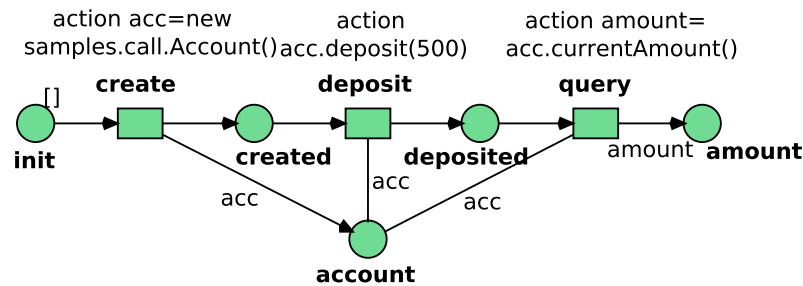 action acc=new
samples.call.Account()
action
acc.deposit(500)
action amount=
acc.currentAmount()
create
deposit
query
[]
init
created
deposited
amount
amount
acc
acc
acc
account